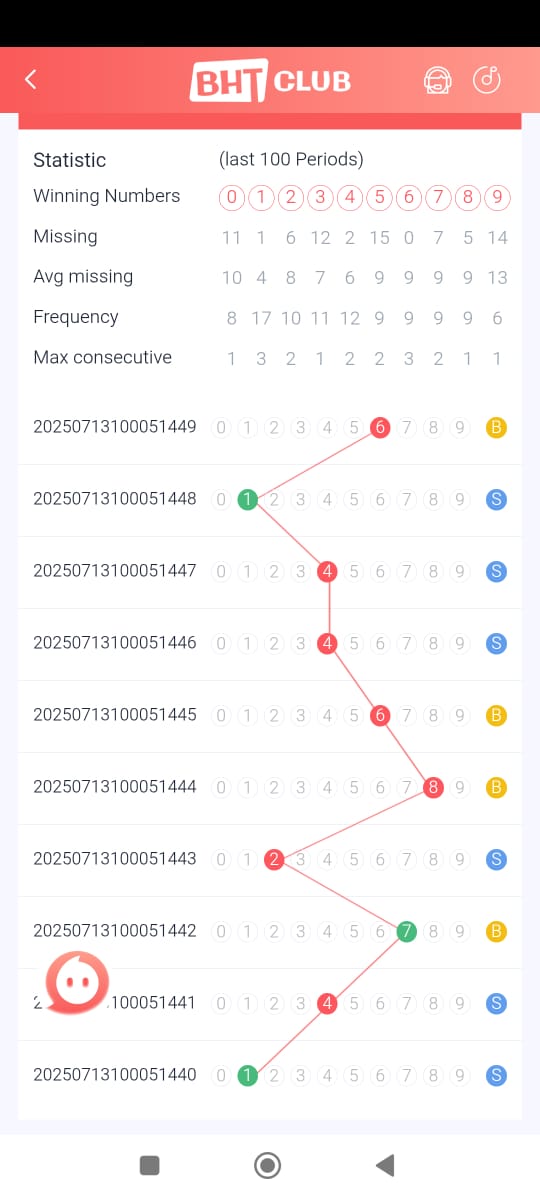 BHT CLUB
Statistic (last 100 Periods)
Winning Numbers 0 1 2 3 4 5 6 7 8 9
Missing 11 1 6 12 2 15 0 7 5 14
Avg missing 10 4 8 7 6 9 9 9 9 13
Frequency 8 17 10 11 12 9 9 9 9 6
Max consecutive 1 3 2 1 2 2 3 2 1 1
20250713100051449 0 1 2 3 4 5 6 7 8 9 B
20250713100051448 0 1 2 3 4 5 6 7 8 9 S
20250713100051447 0 1 2 3 4 5 6 7 8 9 S
20250713100051446 0 1 2 3 4 5 6 7 8 9 S
20250713100051445 0 1 2 3 4 5 6 7 8 9 B
20250713100051444 0 1 2 3 4 5 6 7 8 9 B
20250713100051443 0 1 2 3 4 5 6 7 8 9 S
20250713100051442 0 1 2 3 4 5 6 7 8 9 B
2 100051441 0 1 2 3 4 5 6 7 8 9 S
20250713100051440 0 1 2 3 4 5 6 7 8 9 S